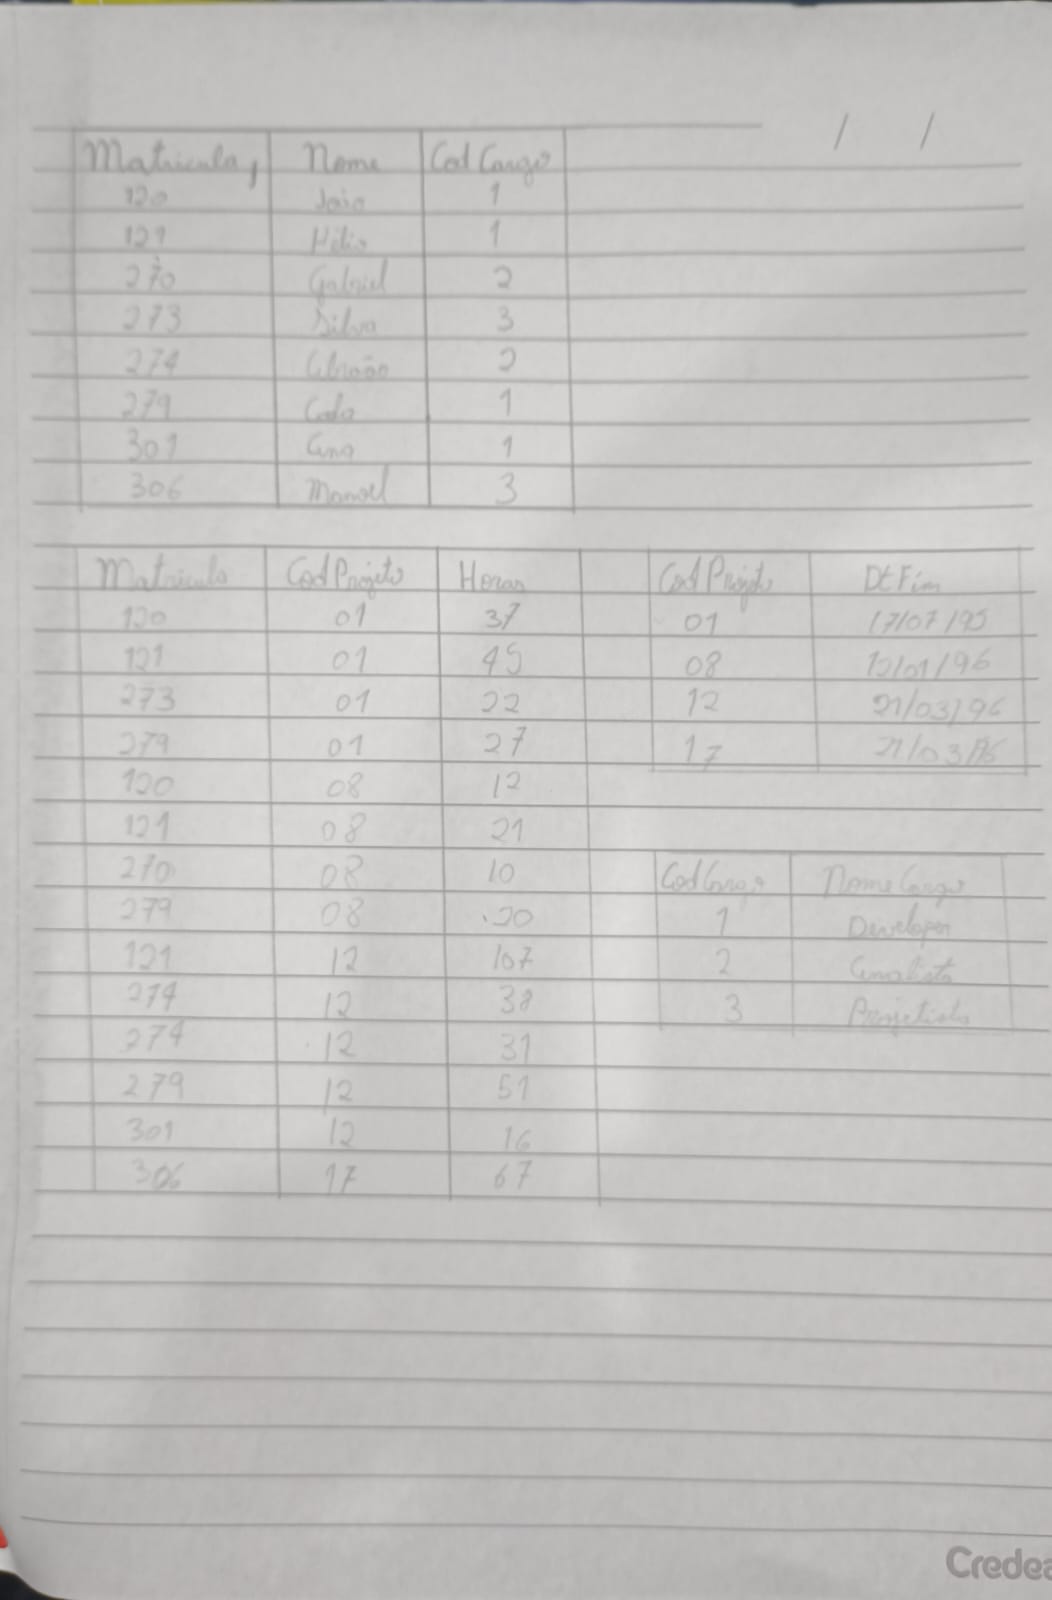 / /
Matricula, Nome Cod Cargo
120 João 1
121 Hélio 1
270 Gabriel 2
273 Silva 3
274 Abraão 2
279 Carla 1
301 Ana 1
306 Manoel 3
Matricula Cod Projeto Horas
120 01 37
121 01 45
273 01 22
279 01 27
120 08 12
121 08 21
270 08 10
279 08 20
121 12 107
274 12 38
274 12 31
279 12 51
301 12 16
306 17 67
Cod Projeto Dt Fim
01 17/07/95
08 12/01/96
12 21/03/96
17 21/03/96
Cod Cargo Nome Cargo
1 Developer
2 Analista
3 Projetista
Credea